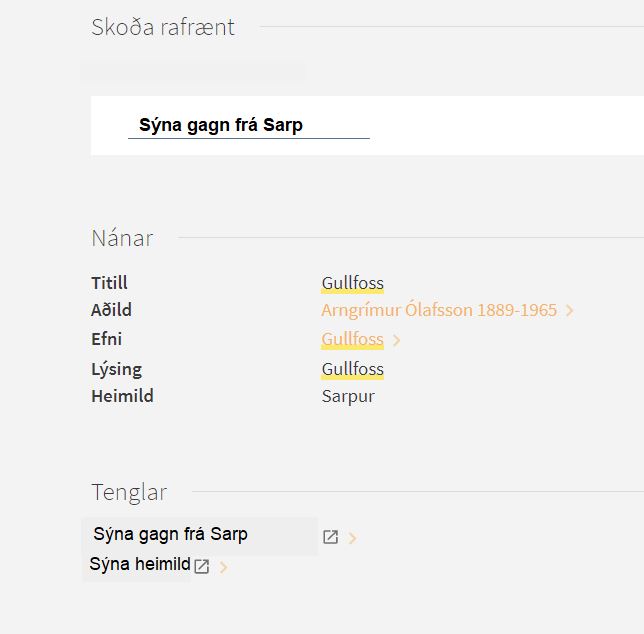 Skoða rafrænt
Sýna gagn frá Sarp
Nánar
Titill Gullfoss
Aðild Arngrímur Ólafsson 1889-1965
Efni Gullfoss
Lýsing Gullfoss
Heimild Sarpur
Tenglar
Sýna gagn frá Sarp
Sýna heimild